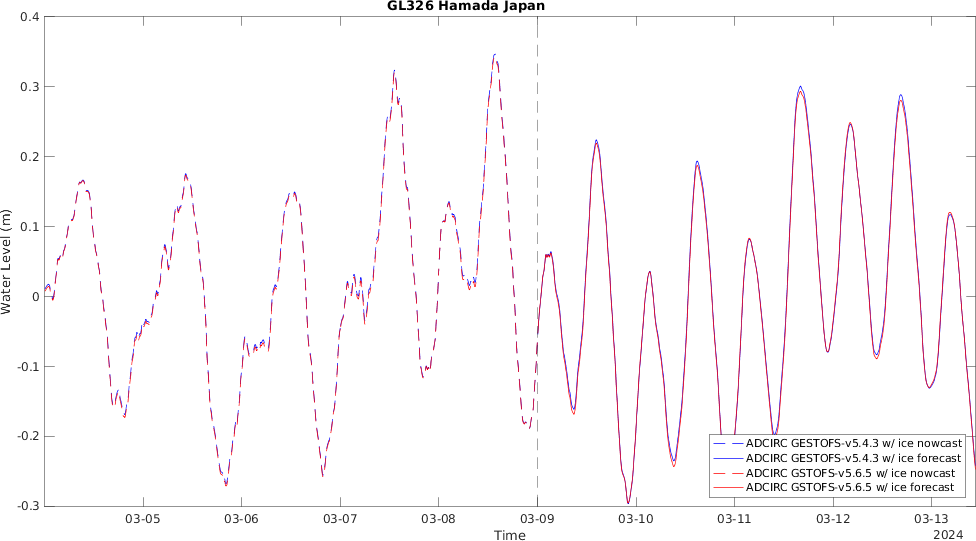 GL326 Hamada Japan
0.4
0.3
0.2
0.1
0
-0.1
-0.2
-0.3
Water Level (m)
03-05 03-06 03-07 03-08 03-09 03-10 03-11 03-12 03-13
Time
2024
ADCIRC GESTOFS-v5.4.3 w/ ice nowcast
ADCIRC GESTOFS-v5.4.3 w/ ice forecast
ADCIRC GSTOFS-v5.6.5 w/ ice nowcast
ADCIRC GSTOFS-v5.6.5 w/ ice forecast